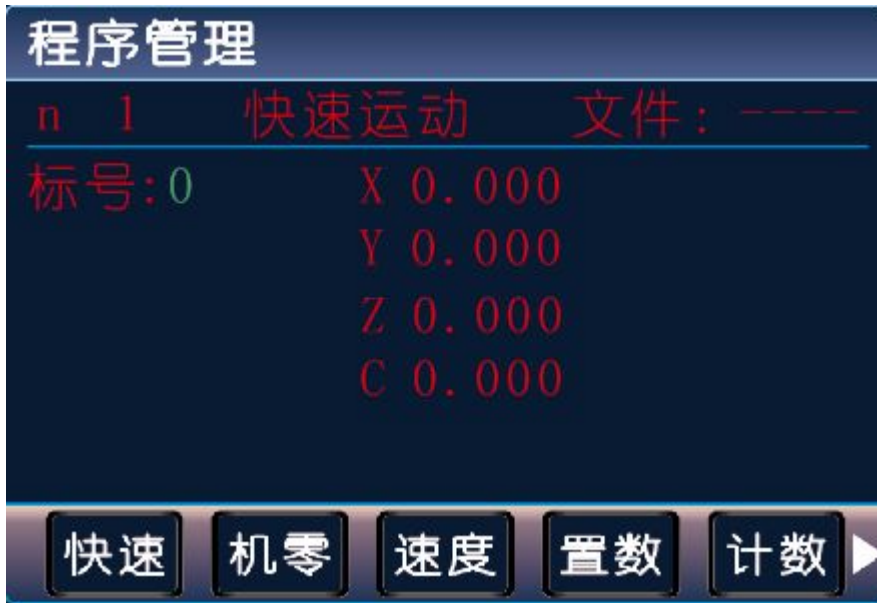 程序管理
n 1 快速运动 文件: ----
标号:0 X 0.000
Y 0.000
Z 0.000
C 0.000
快速 机零 速度 置数 计数